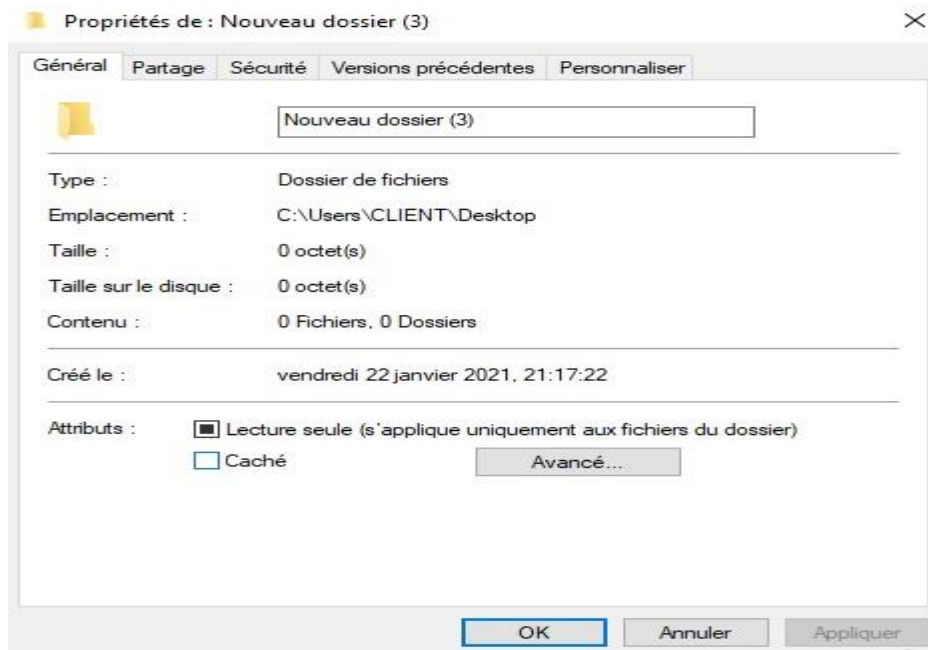 Propriétés de : Nouveau dossier (3)
Général Partage Sécurité Versions précédentes Personnaliser
Nouveau dossier (3)
Type : Dossier de fichiers
Emplacement : C:\Users\CLIENT\Desktop
Taille : 0 octet(s)
Taille sur le disque : 0 octet(s)
Contenu : 0 Fichiers, 0 Dossiers
Créé le : vendredi 22 janvier 2021, 21:17:22
Attributs : Lecture seule (s'applique uniquement aux fichiers du dossier)
Caché Avancé...
OK Annuler Appliquer